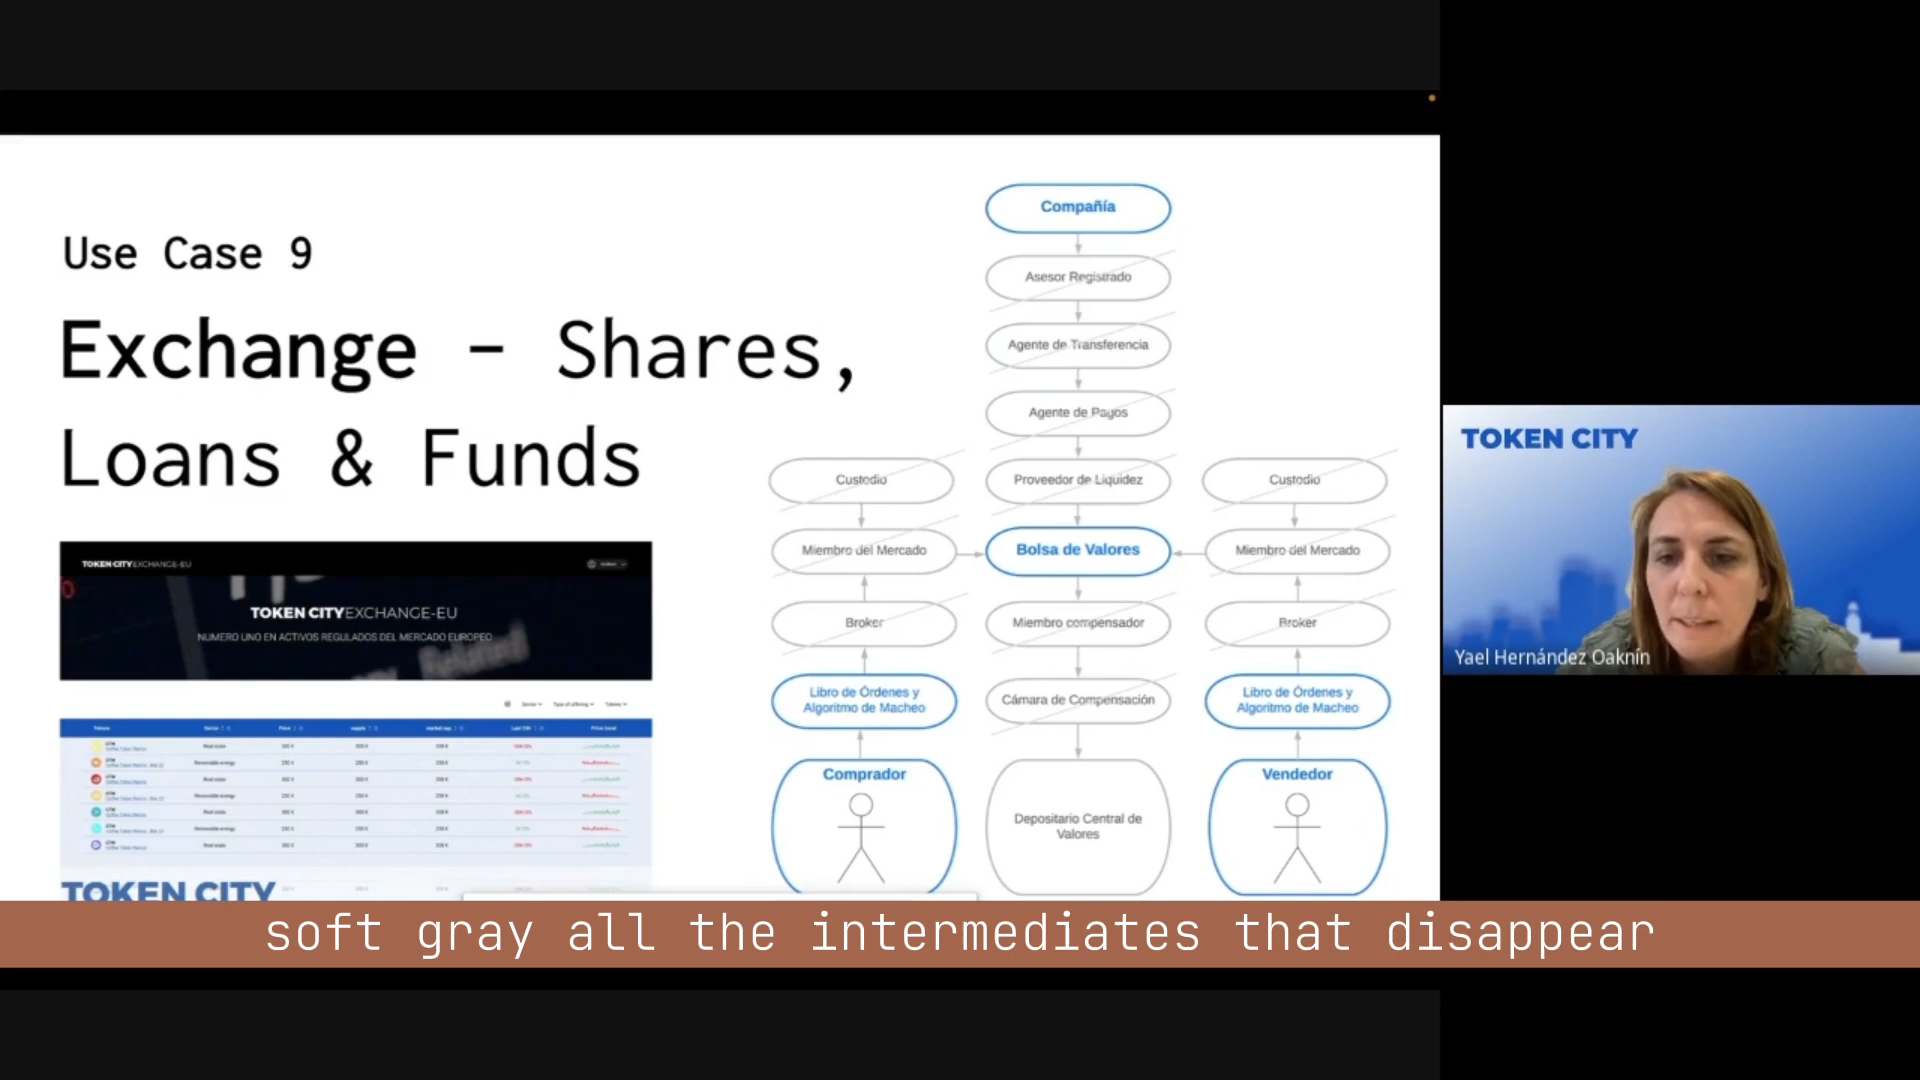 Use Case 9
Exchange - Shares,
Loans & Funds
TOKEN CITY EXCHANGE-EU
TOKEN CITY EXCHANGE-EU
NUMERO UNO EN ACTIVOS REGULADOS DEL MERCADO EUROPEO
Related
TOKEN CITY
Compañía
Asesor Registrado
Agente de Transferencia
Agente de Pagos
Custodio
Proveedor de Liquidez
Custodio
Miembro del Mercado
Bolsa de Valores
Miembro del Mercado
Broker
Miembro compensador
Broker
Libro de Órdenes y
Algoritmo de Macheo
Cámara de Compensación
Libro de Órdenes y
Algoritmo de Macheo
Comprador
Depositario Central de
Valores
Vendedor
TOKEN CITY
Yael Hernández Oaknín
soft gray all the intermediates that disappear